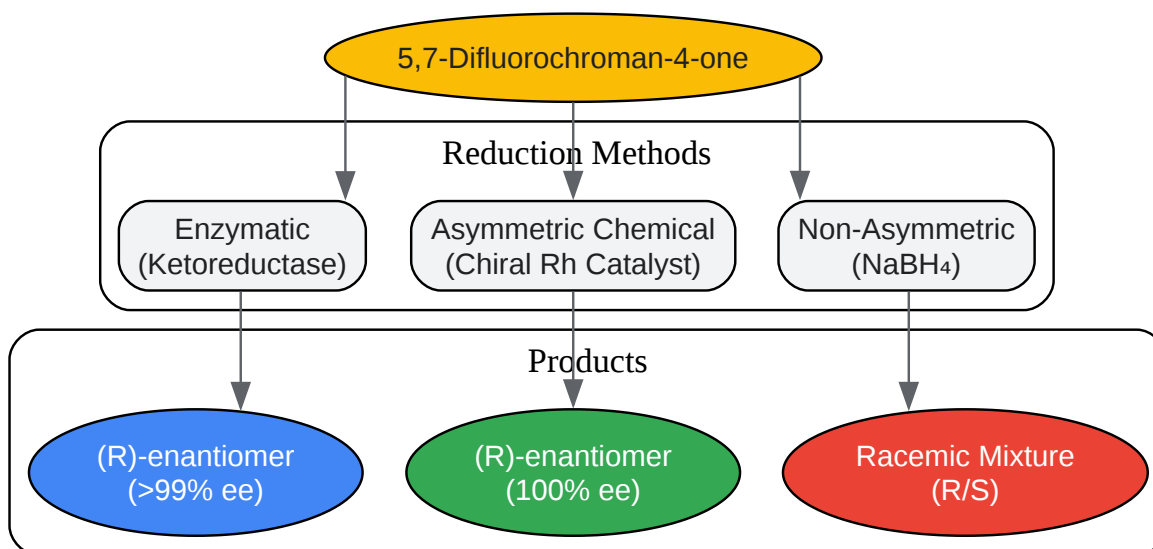 5,7-Difluorochroman-4-one
Reduction Methods
Enzymatic
(Ketoreductase)
Asymmetric Chemical
(Chiral Rh Catalyst)
Non-Asymmetric
(NaBH₄)
Products
(R)-enantiomer
(>99% ee)
(R)-enantiomer
(100% ee)
Racemic Mixture
(R/S)